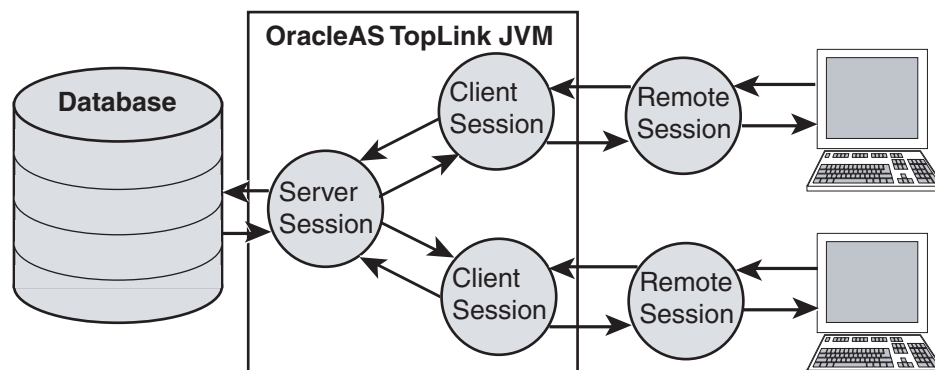 OracleAS TopLink JVM
Database
Client
Session
Remote
Session
Server
Session
Client
Session
Remote
Session